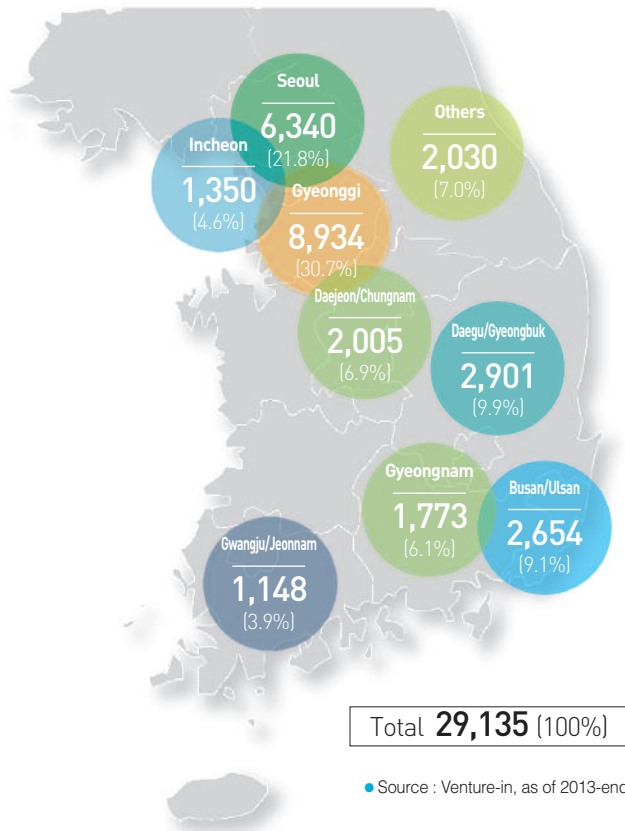 Seoul
6,340
(21.8%)
Others
2,030
(7.0%)
Incheon
1,350
(4.6%)
Gyeonggi
8,934
(30.7%)
Daejeon/Chungnam
2,005
(6.9%)
Daegu/Gyeongbuk
2,901
(9.9%)
Gyeongnam
1,773
(6.1%)
Busan/Ulsan
2,654
(9.1%)
Gwangju/Jeonnam
1,148
(3.9%)
Total 29,135 (100%)
● Source : Venture-in, as of 2013-end